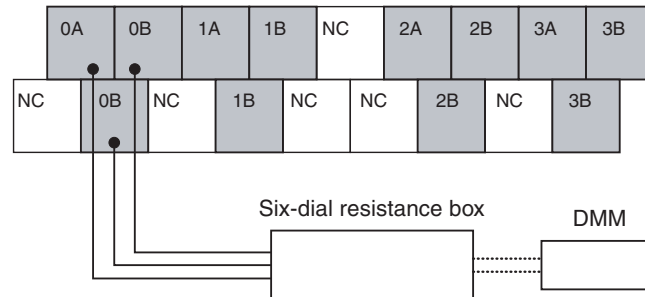 0A 0B 1A 1B NC 2A 2B 3A 3B
NC 0B NC 1B NC NC 2B NC 3B
Six-dial resistance box
DMM